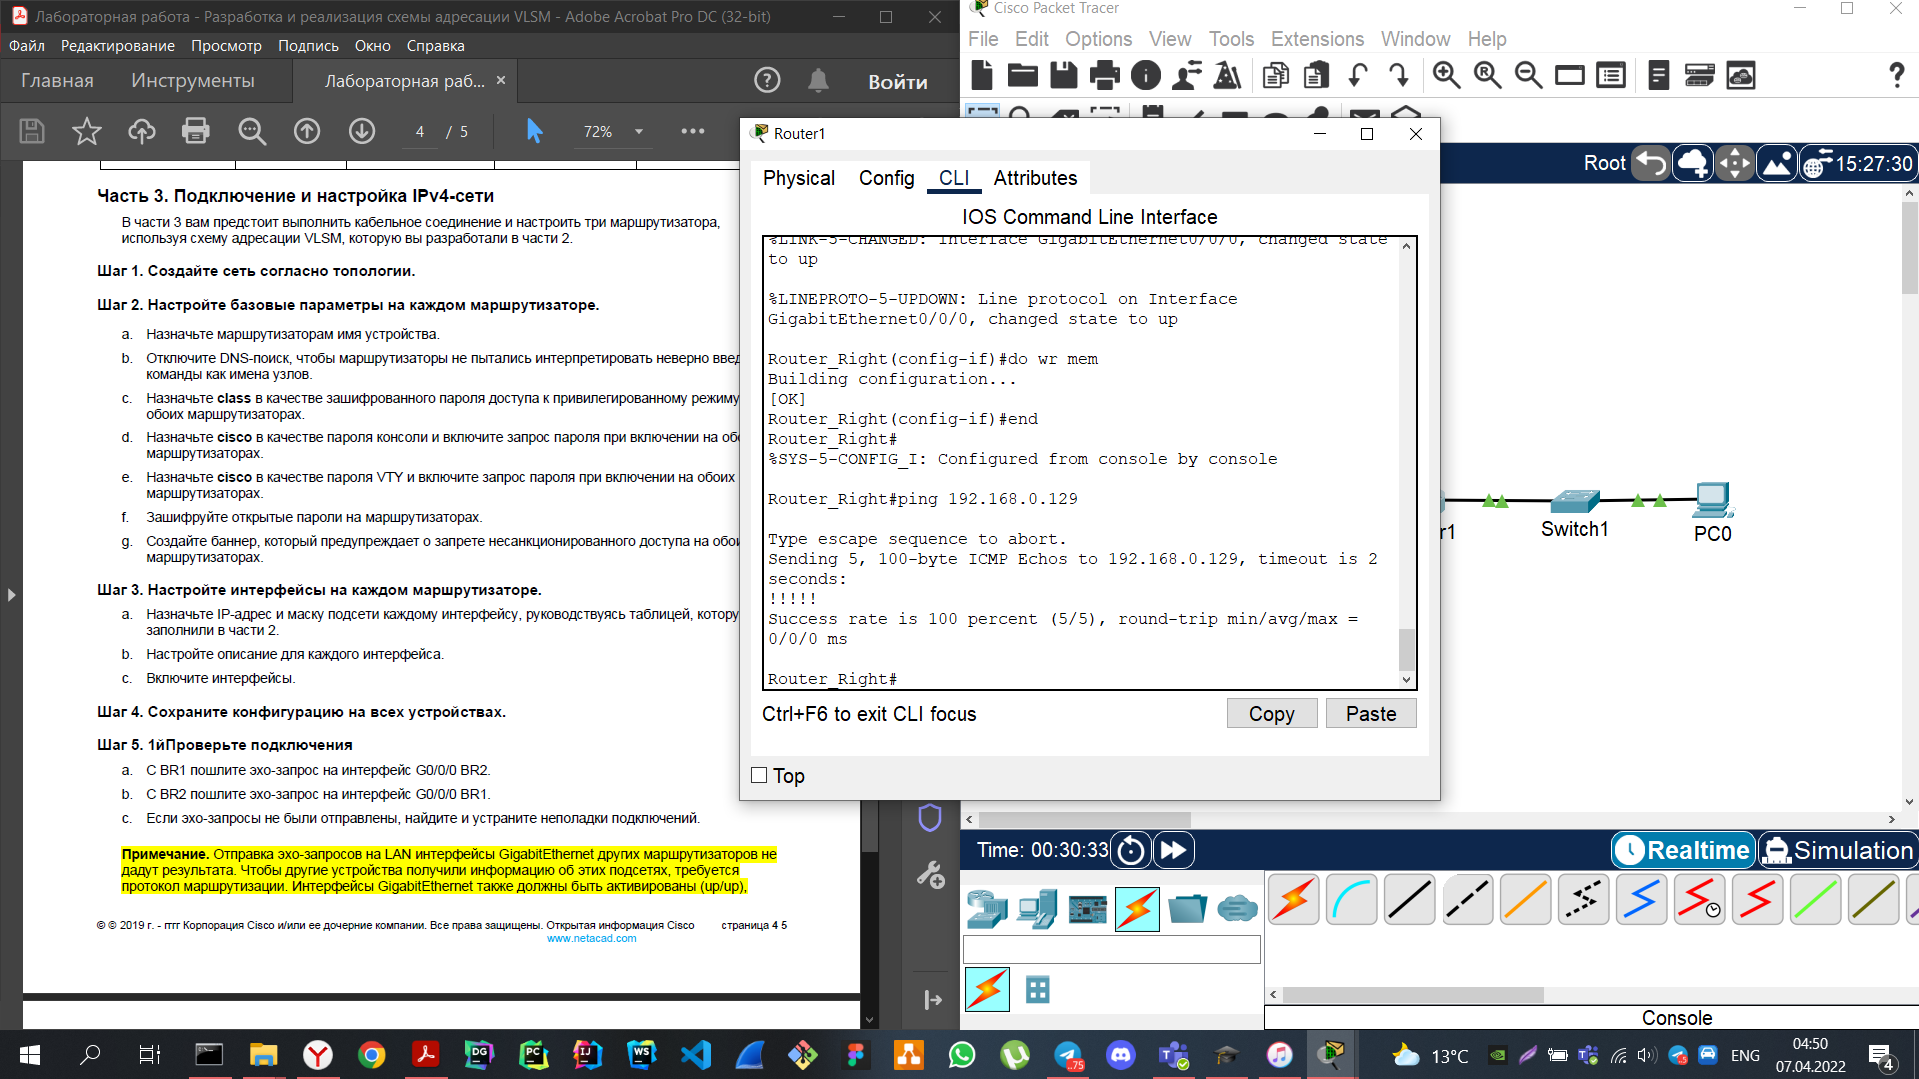 Лабораторная работа - Разработка и реализация схемы адресации VLSM - Adobe Acrobat Pro DC (32-bit)
Файл Редактирование Просмотр Подпись Окно Справка
Главная Инструменты Лабораторная раб... × Войти
4 / 5 72%
Часть 3. Подключение и настройка IPv4-сети
В части 3 вам предстоит выполнить кабельное соединение и настроить три маршрутизатора,
используя схему адресации VLSM, которую вы разработали в части 2.
Шаг 1. Создайте сеть согласно топологии.
Шаг 2. Настройте базовые параметры на каждом маршрутизаторе.
a. Назначьте маршрутизаторам имя устройства.
b. Отключите DNS-поиск, чтобы маршрутизаторы не пытались интерпретировать неверно введ
команды как имена узлов.
c. Назначьте class в качестве зашифрованного пароля доступа к привилегированному режиму
обоих маршрутизаторах.
d. Назначьте cisco в качестве пароля консоли и включите запрос пароля при включении на обо
маршрутизаторах.
e. Назначьте cisco в качестве пароля VTY и включите запрос пароля при включении на обоих
маршрутизаторах.
f. Зашифруйте открытые пароли на маршрутизаторах.
g. Создайте баннер, который предупреждает о запрете несанкционированного доступа на обои
маршрутизаторах.
Шаг 3. Настройте интерфейсы на каждом маршрутизаторе.
a. Назначьте IP-адрес и маску подсети каждому интерфейсу, руководствуясь таблицей, котору
заполнили в части 2.
b. Настройте описание для каждого интерфейса.
c. Включите интерфейсы.
Шаг 4. Сохраните конфигурацию на всех устройствах.
Шаг 5. 1йПроверьте подключения
a. С BR1 пошлите эхо-запрос на интерфейс G0/0/0 BR2.
b. С BR2 пошлите эхо-запрос на интерфейс G0/0/0 BR1.
c. Если эхо-запросы не были отправлены, найдите и устраните неполадки подключений.
Примечание. Отправка эхо-запросов на LAN интерфейсы GigabitEthernet других маршрутизаторов не
дадут результата. Чтобы другие устройства получили информацию об этих подсетях, требуется
протокол маршрутизации. Интерфейсы GigabitEthernet также должны быть активированы (up/up),
© © 2019 г. - гггг Корпорация Cisco и/или ее дочерние компании. Все права защищены. Открытая информация Cisco страница 4 5
www.netacad.com
Cisco Packet Tracer
File Edit Options View Tools Extensions Window Help
Root 15:27:30
Router1
Physical Config CLI Attributes
IOS Command Line Interface
%LINK-5-CHANGED: Interface GigabitEthernet0/0/0, changed state
to up
%LINEPROTO-5-UPDOWN: Line protocol on Interface
GigabitEthernet0/0/0, changed state to up
Router_Right(config-if)#do wr mem
Building configuration...
[OK]
Router_Right(config-if)#end
Router_Right#
%SYS-5-CONFIG_I: Configured from console by console
Router_Right#ping 192.168.0.129
Type escape sequence to abort.
Sending 5, 100-byte ICMP Echos to 192.168.0.129, timeout is 2
seconds:
!!!!!
Success rate is 100 percent (5/5), round-trip min/avg/max =
0/0/0 ms
Router_Right#
Ctrl+F6 to exit CLI focus Copy Paste
Top
r1 Switch1 PC0
Time: 00:30:33 Realtime Simulation
Console
DG PC IJ WS ..75 13°C ENG 04:50
07.04.2022 4